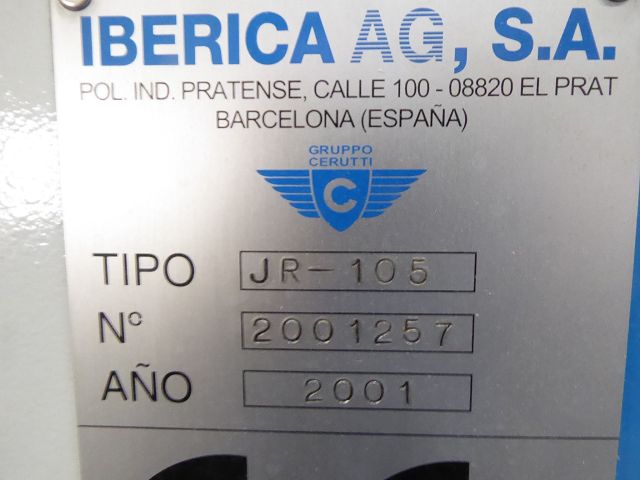 IBERICA AG, S.A.
POL. IND. PRATENSE, CALLE 100 - 08820 EL PRAT
BARCELONA (ESPAÑA)
GRUPPO
CERUTTI
C
TIPO JR-105
Nº 2001257
AÑO 2001